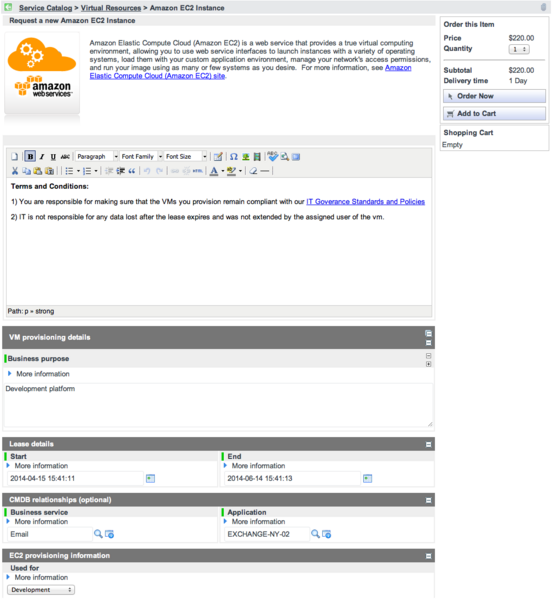 Service Catalog > Virtual Resources > Amazon EC2 Instance
Request a new Amazon EC2 Instance
amazon
webservices™
Amazon Elastic Compute Cloud (Amazon EC2) is a web service that provides a true virtual computing
environment, allowing you to use web service interfaces to launch instances with a variety of operating
systems, load them with your custom application environment, manage your network's access permissions,
and run your image using as many or few systems as you desire. For more information, see Amazon
Elastic Compute Cloud (Amazon EC2) site.
Order this Item
Price $220.00
Quantity 1
Subtotal $220.00
Delivery time 1 Day
Order Now
Add to Cart
Shopping Cart
Empty
B I U ABC Paragraph Font Family Font Size Ω ABC
HTML A
Terms and Conditions:
1) You are responsible for making sure that the VMs you provision remain compliant with our IT Goverance Standards and Policies
2) IT is not responsible for any data lost after the lease expires and was not extended by the assigned user of the vm.
Path: p » strong
VM provisioning details
Business purpose
More information
Development platform
Lease details
Start End
More information More information
2014-04-15 15:41:11 2014-06-14 15:41:13
CMDB relationships (optional)
Business service Application
More information More information
Email EXCHANGE-NY-02
EC2 provisioning information
Used for
More information
Development